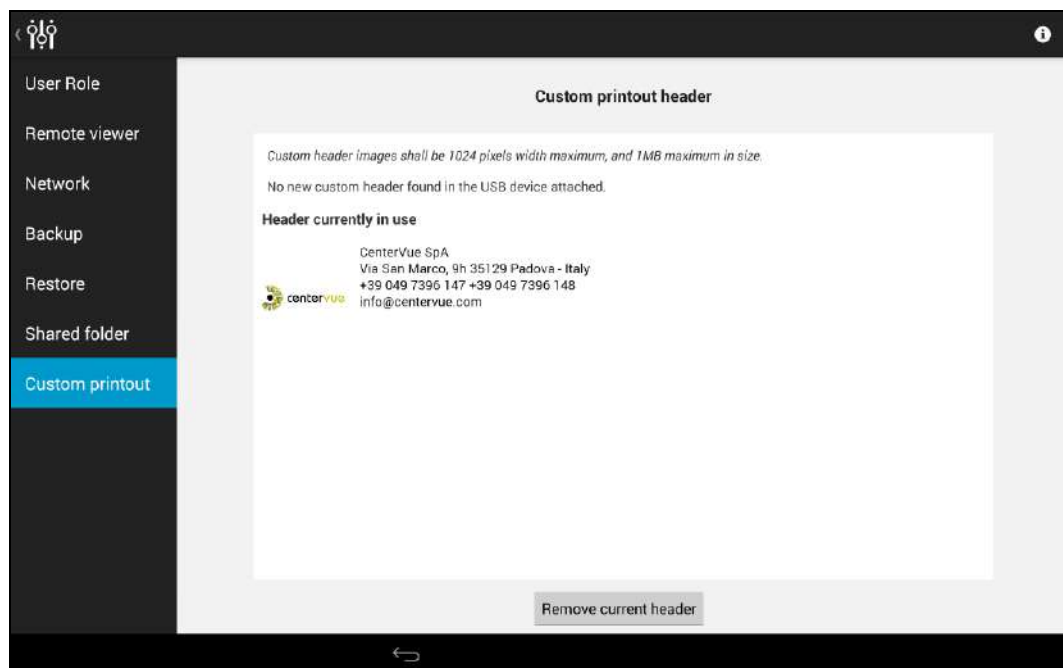 User Role
Remote viewer
Network
Backup
Restore
Shared folder
Custom printout
Custom printout header
Custom header images shall be 1024 pixels width maximum, and 1MB maximum in size.
No new custom header found in the USB device attached.
Header currently in use
CenterVue SpA
Via San Marco, 9h 35129 Padova - Italy
+39 049 7396 147 +39 049 7396 148
info@centervue.com
centervue
Remove current header